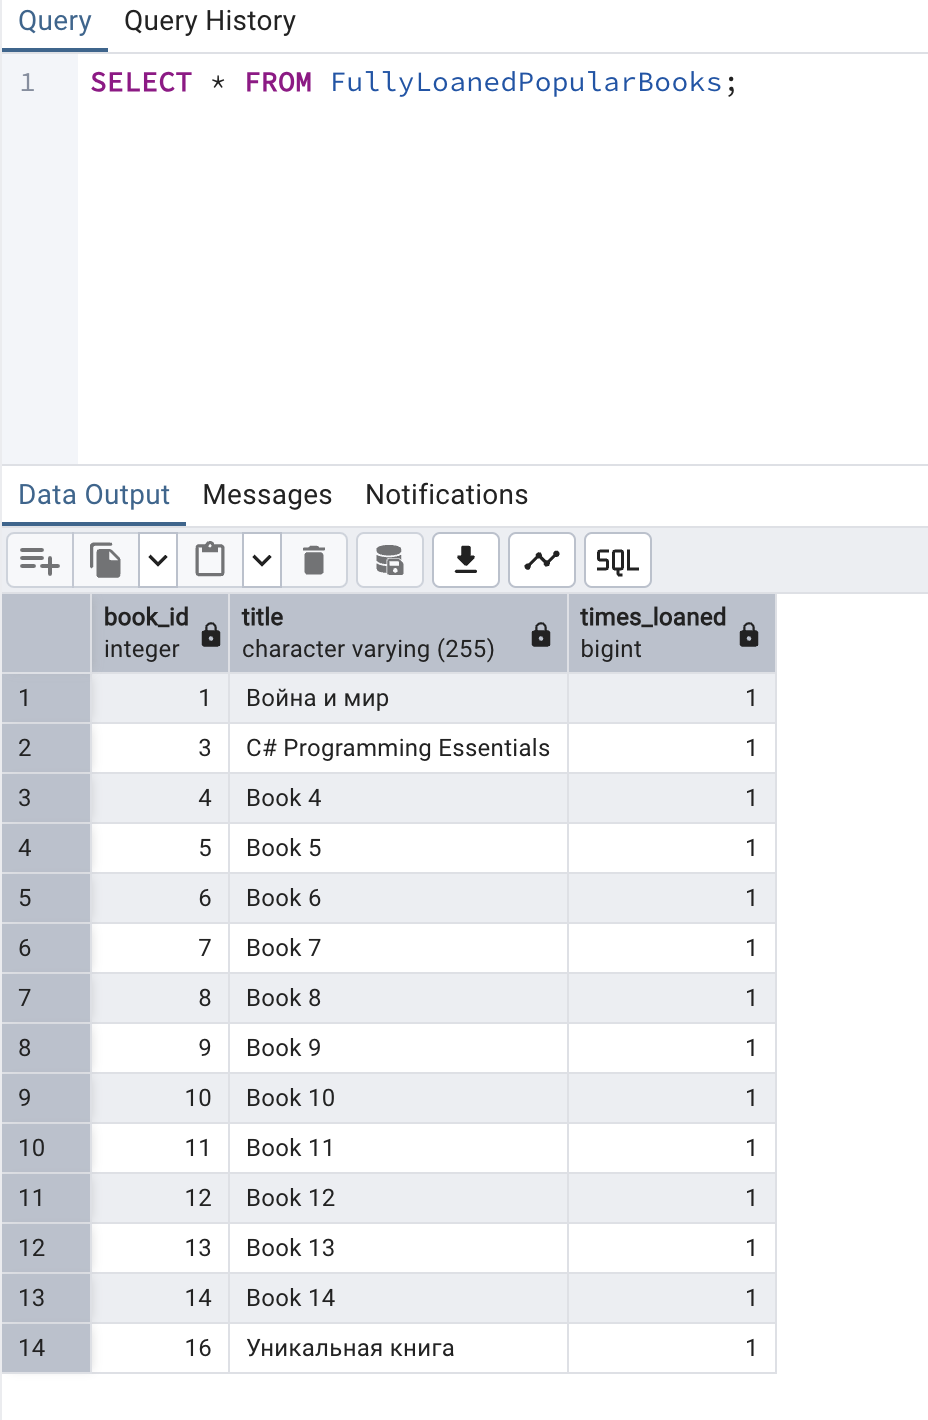 Query Query History
1 SELECT * FROM FullyLoanedPopularBooks;
Data Output Messages Notifications
SQL
book_id title times_loaned
integer character varying (255) bigint
1 1 Война и мир 1
2 3 C# Programming Essentials 1
3 4 Book 4 1
4 5 Book 5 1
5 6 Book 6 1
6 7 Book 7 1
7 8 Book 8 1
8 9 Book 9 1
9 10 Book 10 1
10 11 Book 11 1
11 12 Book 12 1
12 13 Book 13 1
13 14 Book 14 1
14 16 Уникальная книга 1